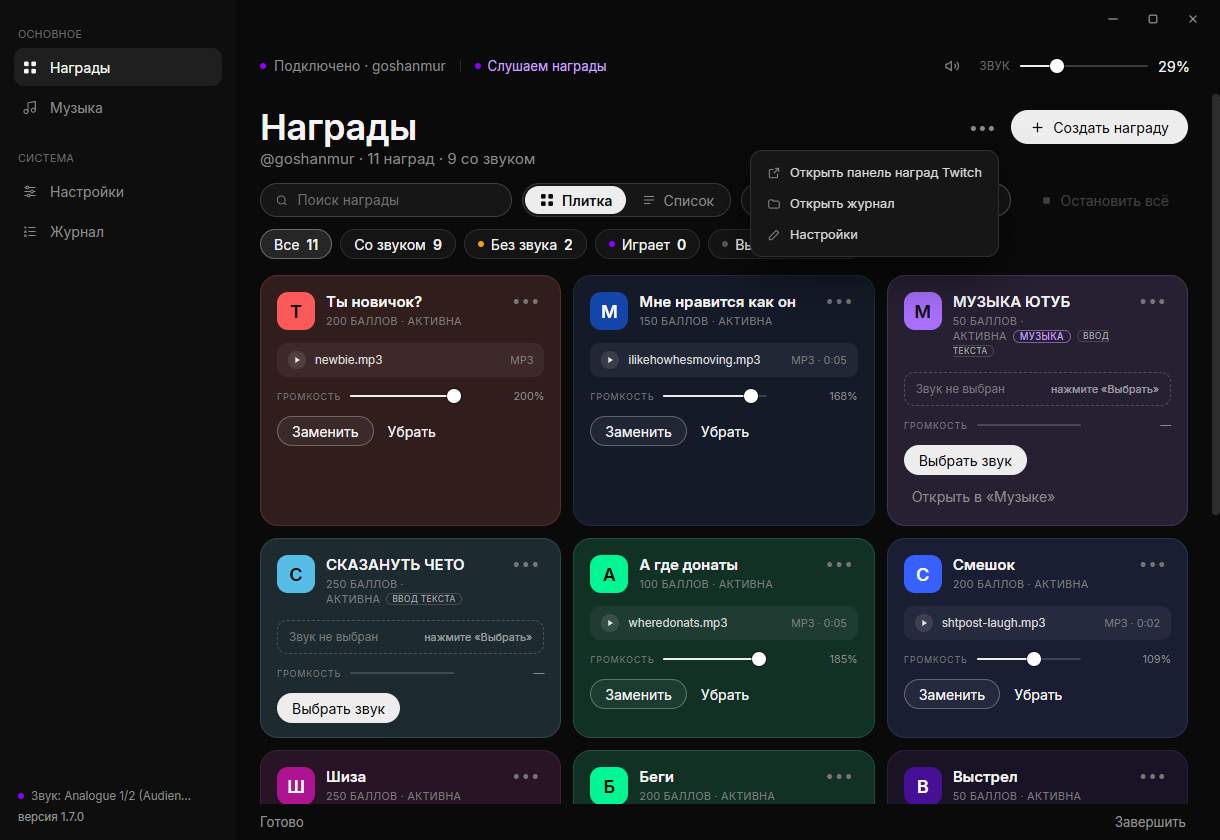 ОСНОВНОЕ
Награды
Музыка
СИСТЕМА
Настройки
Журнал
Звук: Analogue 1/2 (Audien...
версия 1.7.0
Подключено · goshanmur
Слушаем награды
ЗВУК
29%
Награды
@goshanmur · 11 наград · 9 со звуком
Создать награду
Открыть панель наград Twitch
Открыть журнал
Настройки
Поиск награды
Плитка
Список
Остановить всё
Все 11
Со звуком 9
Без звука 2
Играет 0
Ты новичок?
200 БАЛЛОВ · АКТИВНА
newbie.mp3 MP3
ГРОМКОСТЬ 200%
Заменить Убрать
Мне нравится как он
150 БАЛЛОВ · АКТИВНА
ilikehowhesmoving.mp3 MP3 · 0:05
ГРОМКОСТЬ 168%
Заменить Убрать
МУЗЫКА ЮТУБ
50 БАЛЛОВ ·
АКТИВНА МУЗЫКА ВВОД
ТЕКСТА
Звук не выбран нажмите «Выбрать»
ГРОМКОСТЬ —
Выбрать звук
Открыть в «Музыке»
СКАЗАНУТЬ ЧЕТО
250 БАЛЛОВ ·
АКТИВНА ВВОД ТЕКСТА
Звук не выбран нажмите «Выбрать»
ГРОМКОСТЬ —
Выбрать звук
А где донаты
100 БАЛЛОВ · АКТИВНА
wheredonats.mp3 MP3 · 0:05
ГРОМКОСТЬ 185%
Заменить Убрать
Смешок
200 БАЛЛОВ · АКТИВНА
shtpost-laugh.mp3 MP3 · 0:02
ГРОМКОСТЬ 109%
Заменить Убрать
Шиза
250 БАЛЛОВ · АКТИВНА
Беги
200 БАЛЛОВ · АКТИВНА
Выстрел
50 БАЛЛОВ · АКТИВНА
Т
М
М
С
А
С
Ш
Б
В
Готово
Завершить